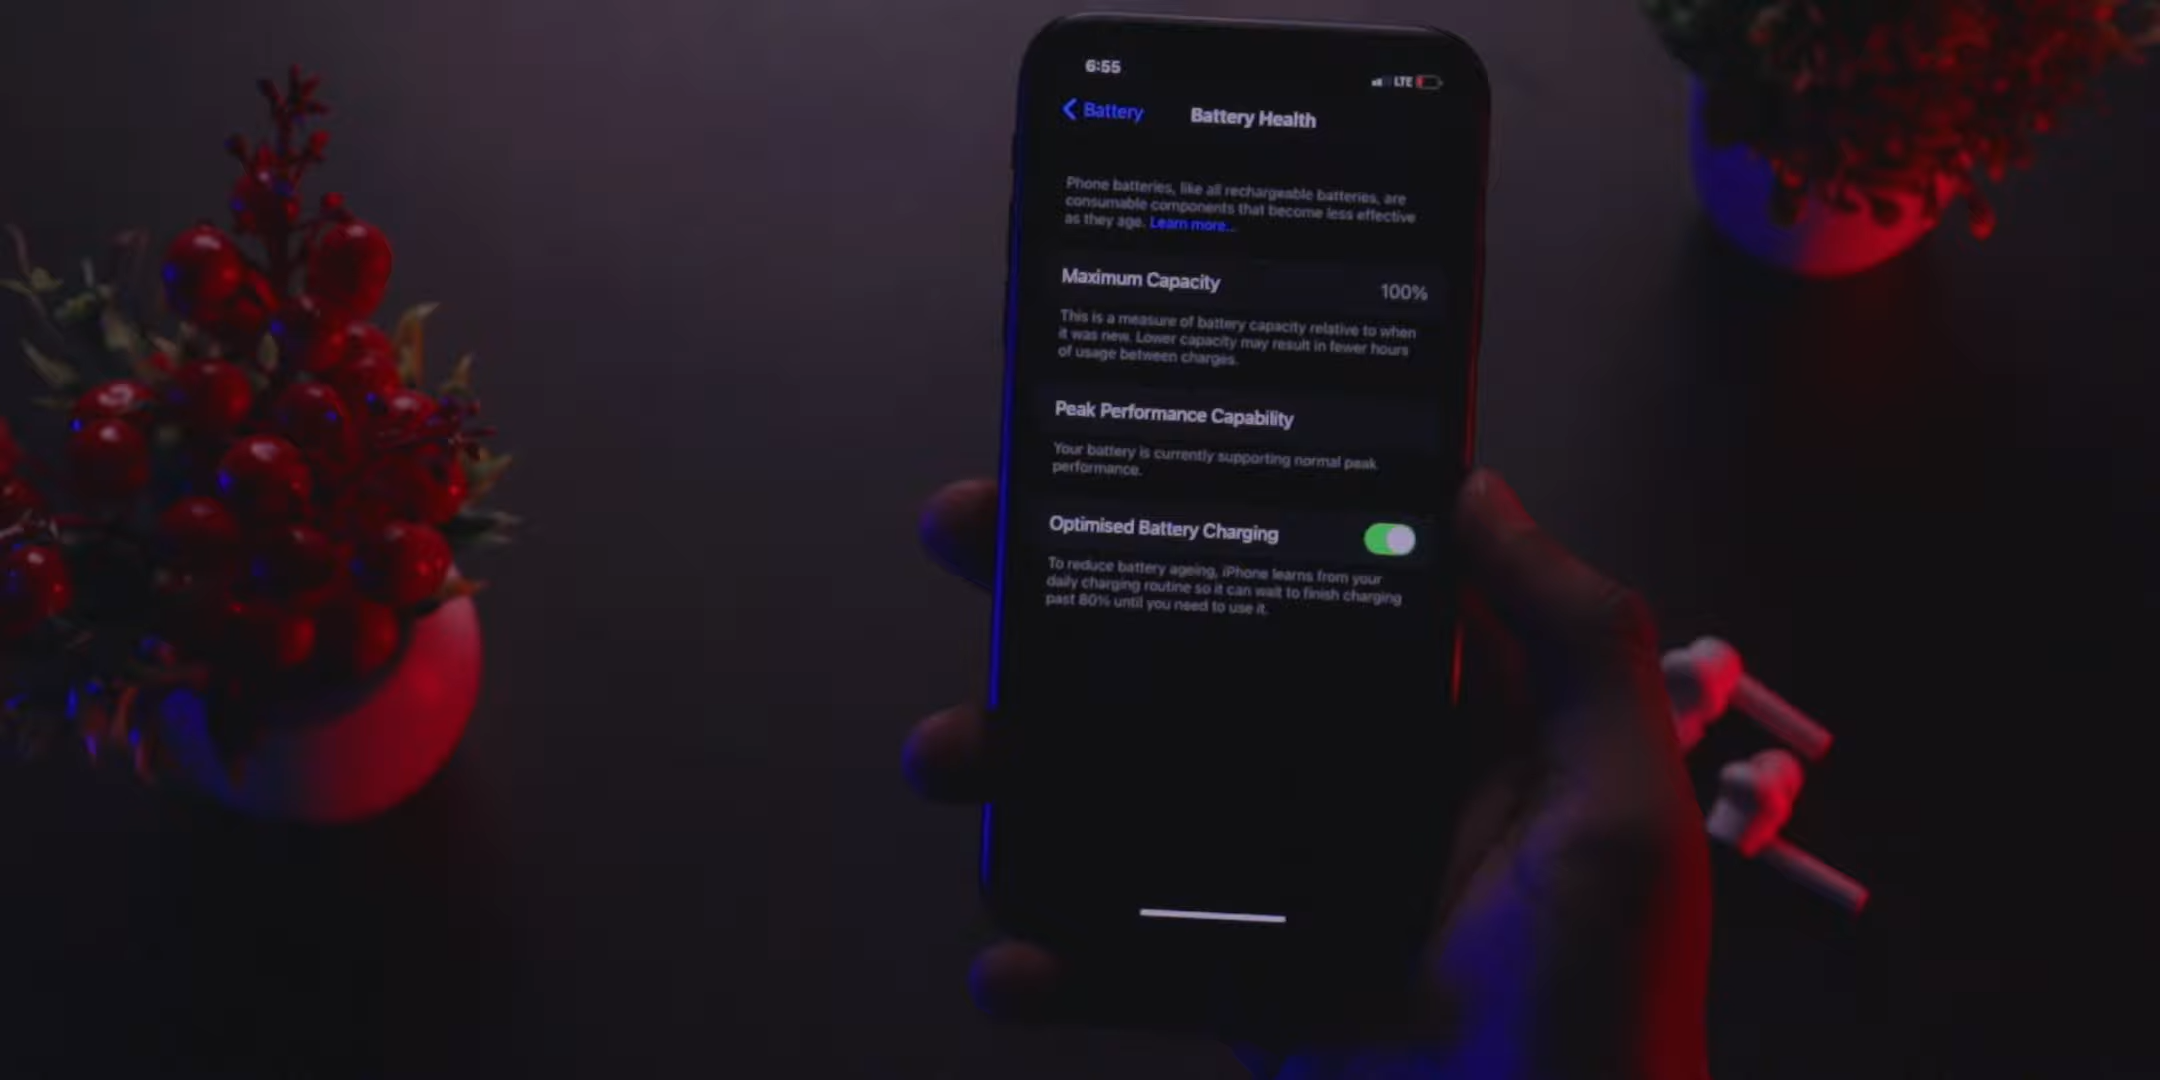 6:55
LTE
Battery
Battery Health
Phone batteries, like all rechargeable batteries, are
consumable components that become less effective
as they age. Learn more...
Maximum Capacity 100%
This is a measure of battery capacity relative to when
it was new. Lower capacity may result in fewer hours
of usage between charges.
Peak Performance Capability
Your battery is currently supporting normal peak
performance.
Optimised Battery Charging
To reduce battery ageing, iPhone learns from your
daily charging routine so it can wait to finish charging
past 80% until you need to use it.